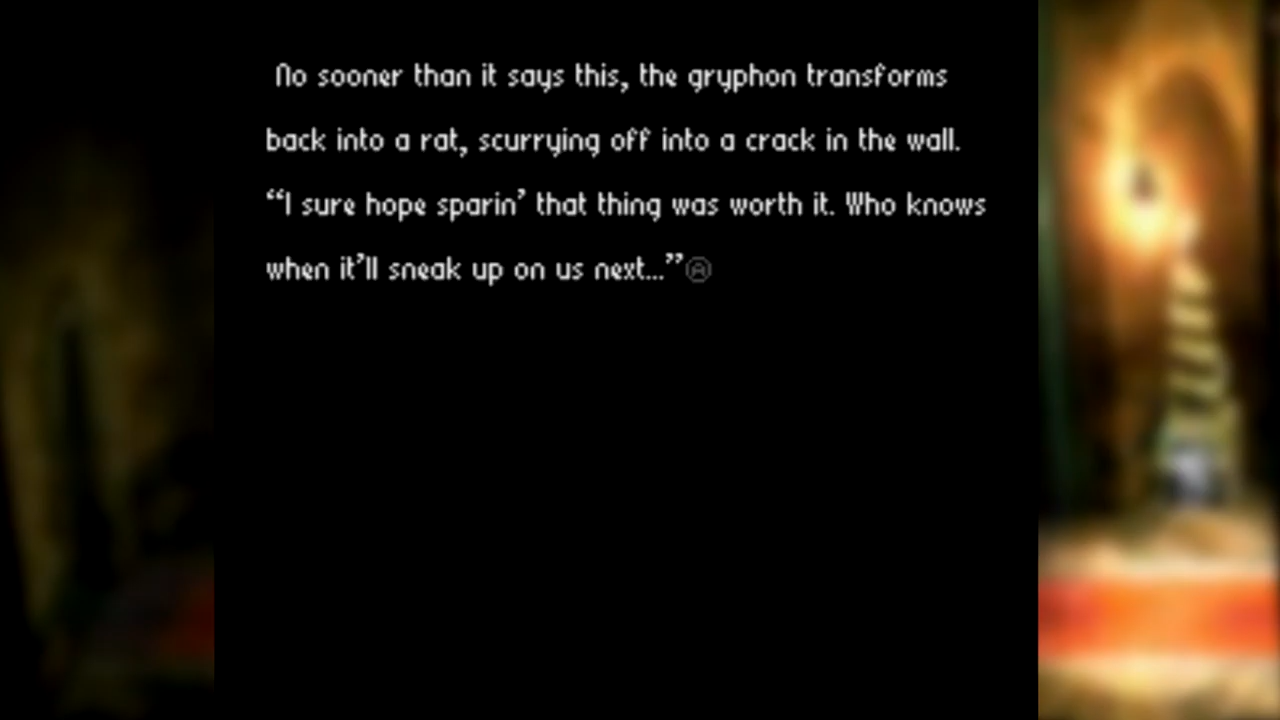 No sooner than it says this, the gryphon transforms
back into a rat, scurrying off into a crack in the wall.
“I sure hope sparin’ that thing was worth it. Who knows
when it’ll sneak up on us next...”Ⓐ